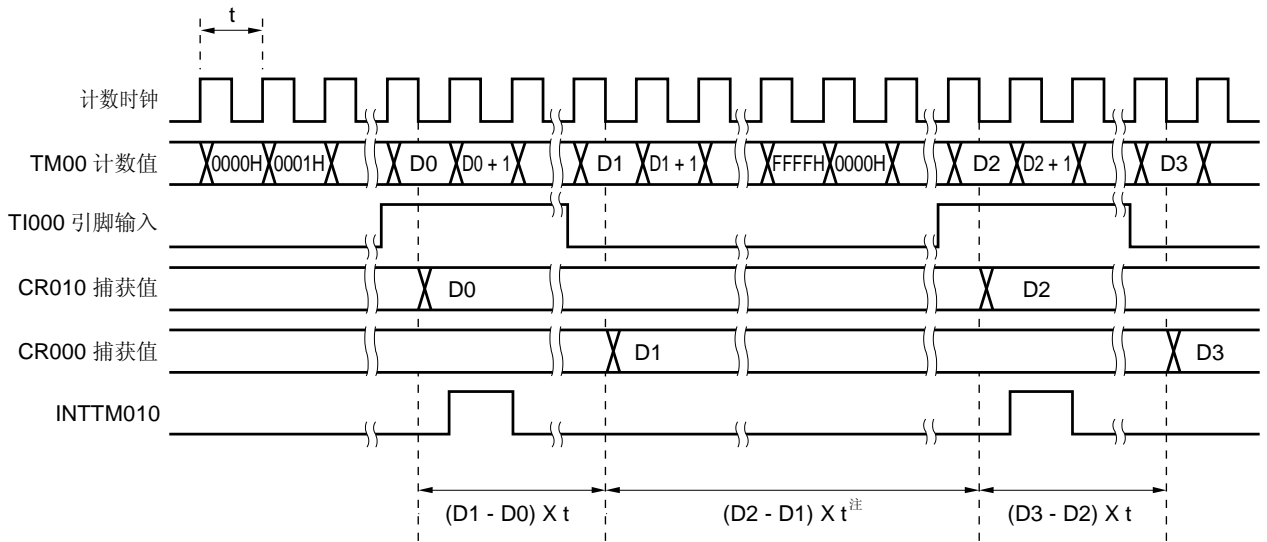 t
计数时钟
TM00 计数值
0000H 0001H D0 D0 + 1 D1 D1 + 1 FFFFH 0000H D2 D2 + 1 D3
TI000 引脚输入
CR010 捕获值 D0 D2
CR000 捕获值 D1 D3
INTTM010
(D1 - D0) X t (D2 - D1) X t注 (D3 - D2) X t